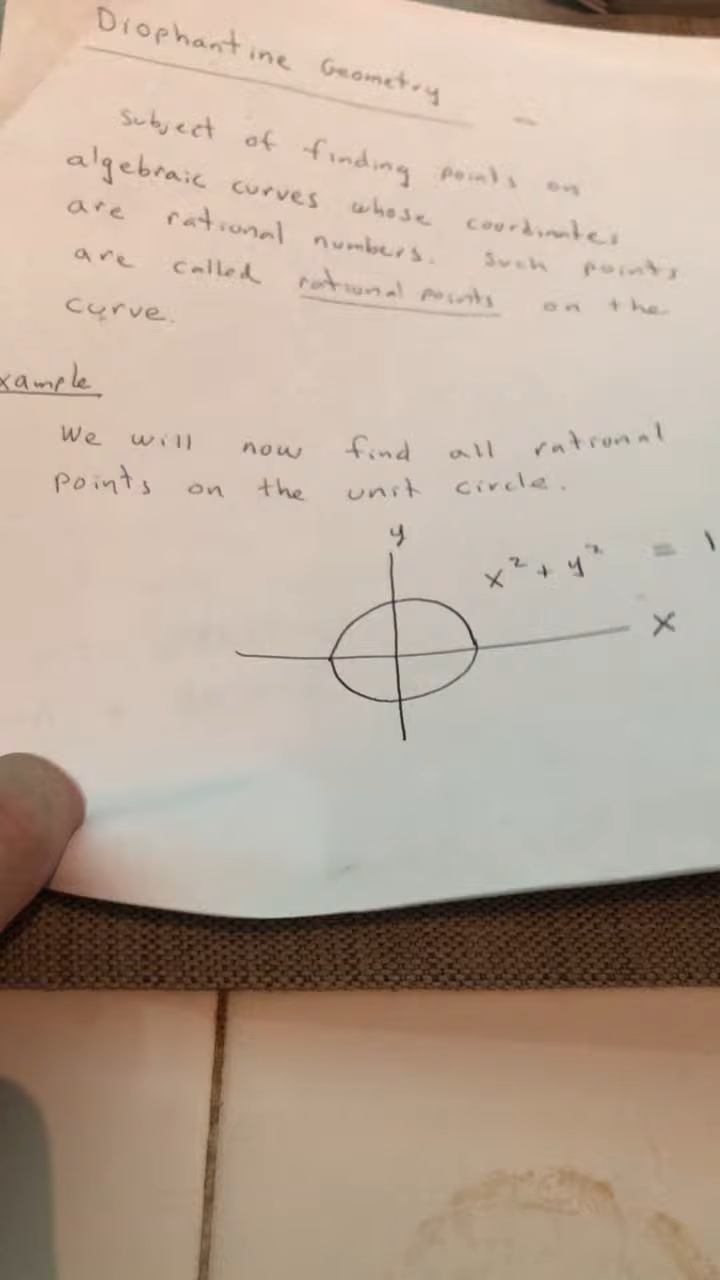 Diophantine Geometry
Subject of finding points on
algebraic curves whose coordinates
are rational numbers. Such points
are called rational points on the
curve.
xample
We will now find all rational
points on the unit circle.
y
x² + y² = 1
x